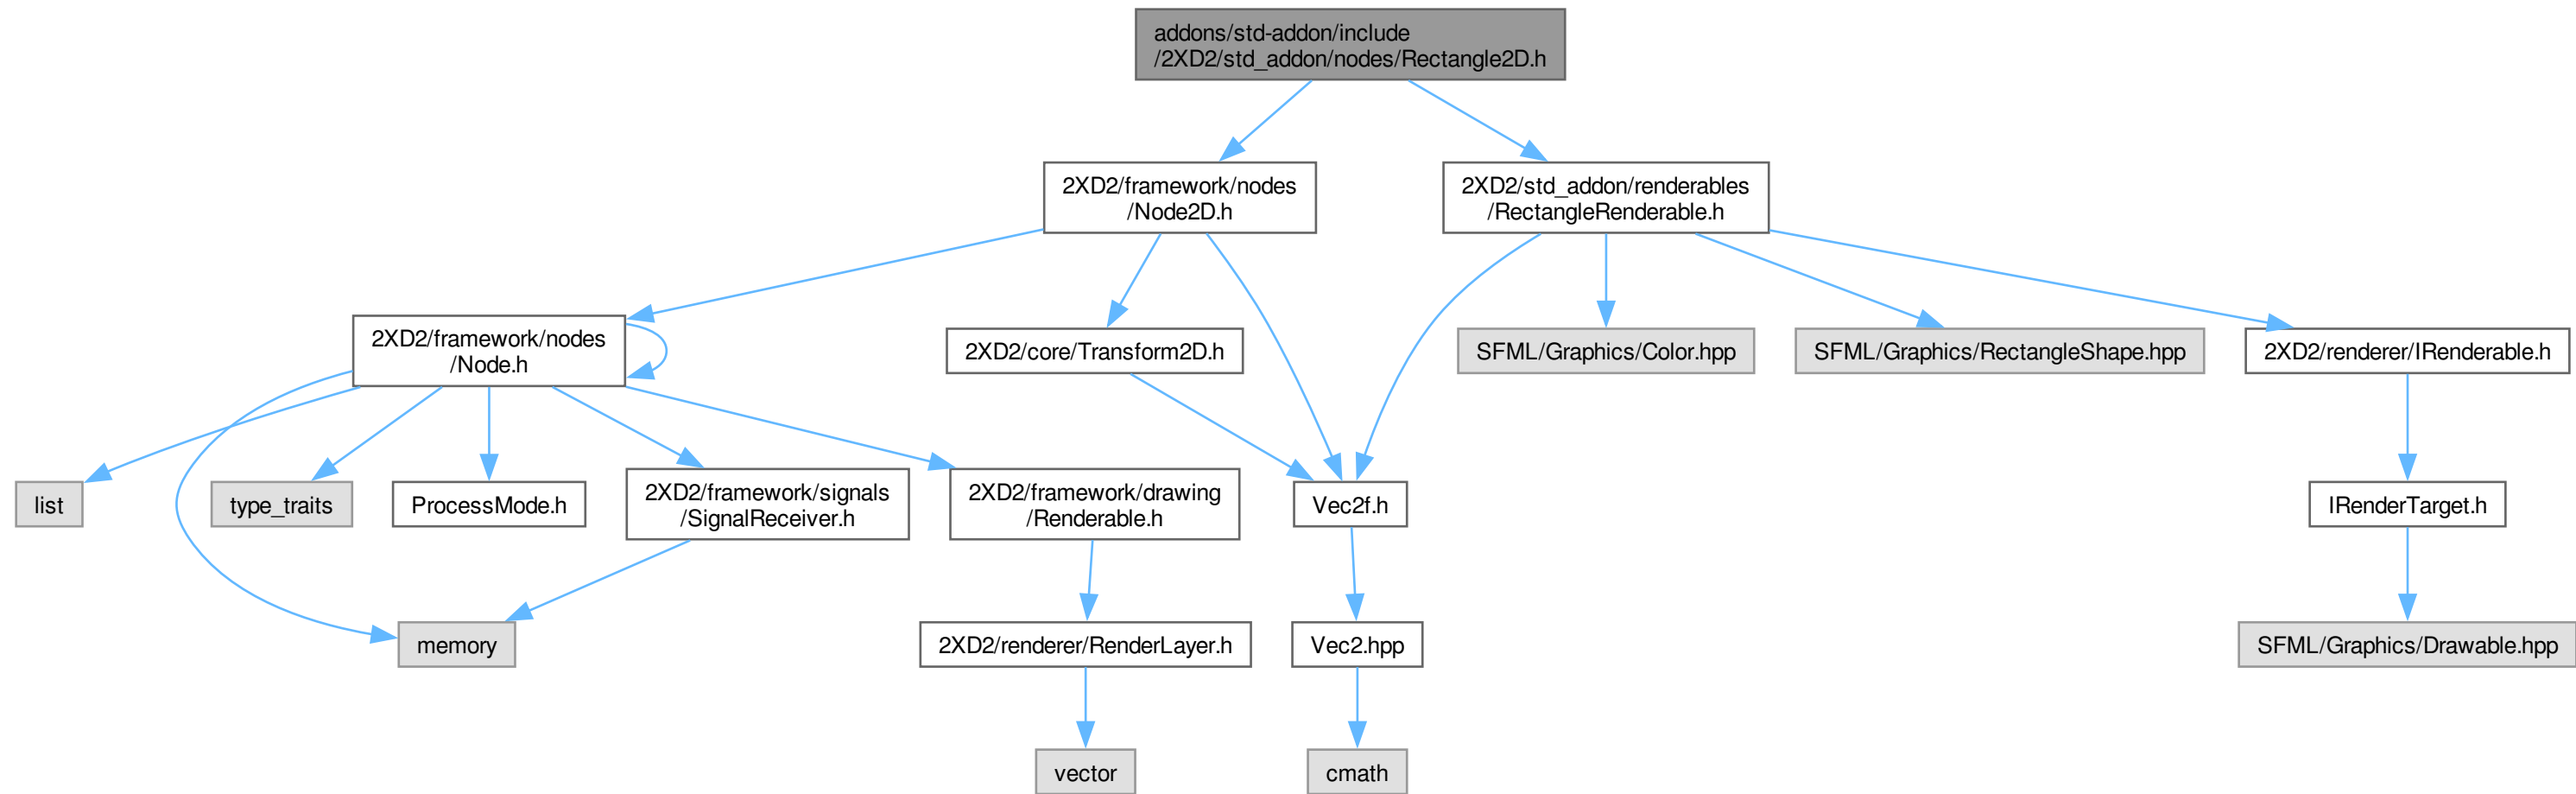 addons/std-addon/include
/2XD2/std_addon/nodes/Rectangle2D.h
2XD2/framework/nodes
/Node2D.h
2XD2/std_addon/renderables
/RectangleRenderable.h
2XD2/framework/nodes
/Node.h
2XD2/core/Transform2D.h
SFML/Graphics/Color.hpp
SFML/Graphics/RectangleShape.hpp
2XD2/renderer/IRenderable.h
list
type_traits
ProcessMode.h
2XD2/framework/signals
/SignalReceiver.h
2XD2/framework/drawing
/Renderable.h
Vec2f.h
IRenderTarget.h
memory
2XD2/renderer/RenderLayer.h
Vec2.hpp
SFML/Graphics/Drawable.hpp
vector
cmath